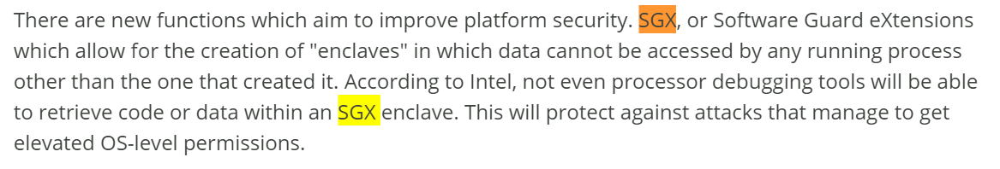 There are new functions which aim to improve platform security. SGX, or Software Guard eXtensions
which allow for the creation of "enclaves" in which data cannot be accessed by any running process
other than the one that created it. According to Intel, not even processor debugging tools will be able
to retrieve code or data within an SGX enclave. This will protect against attacks that manage to get
elevated OS-level permissions.